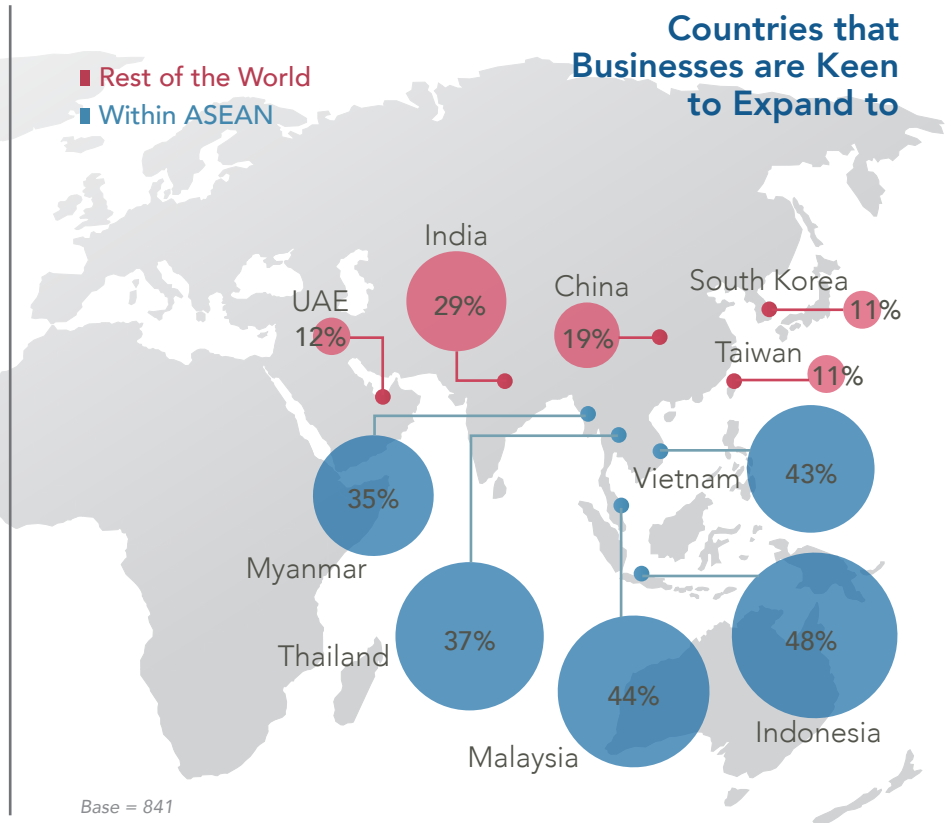 Countries that
Businesses are Keen
to Expand to
Rest of the World
Within ASEAN
India
29%
China
19%
South Korea
11%
UAE
12%
Taiwan
11%
Vietnam
43%
35%
Myanmar
37%
Thailand
48%
Indonesia
44%
Malaysia
Base = 841